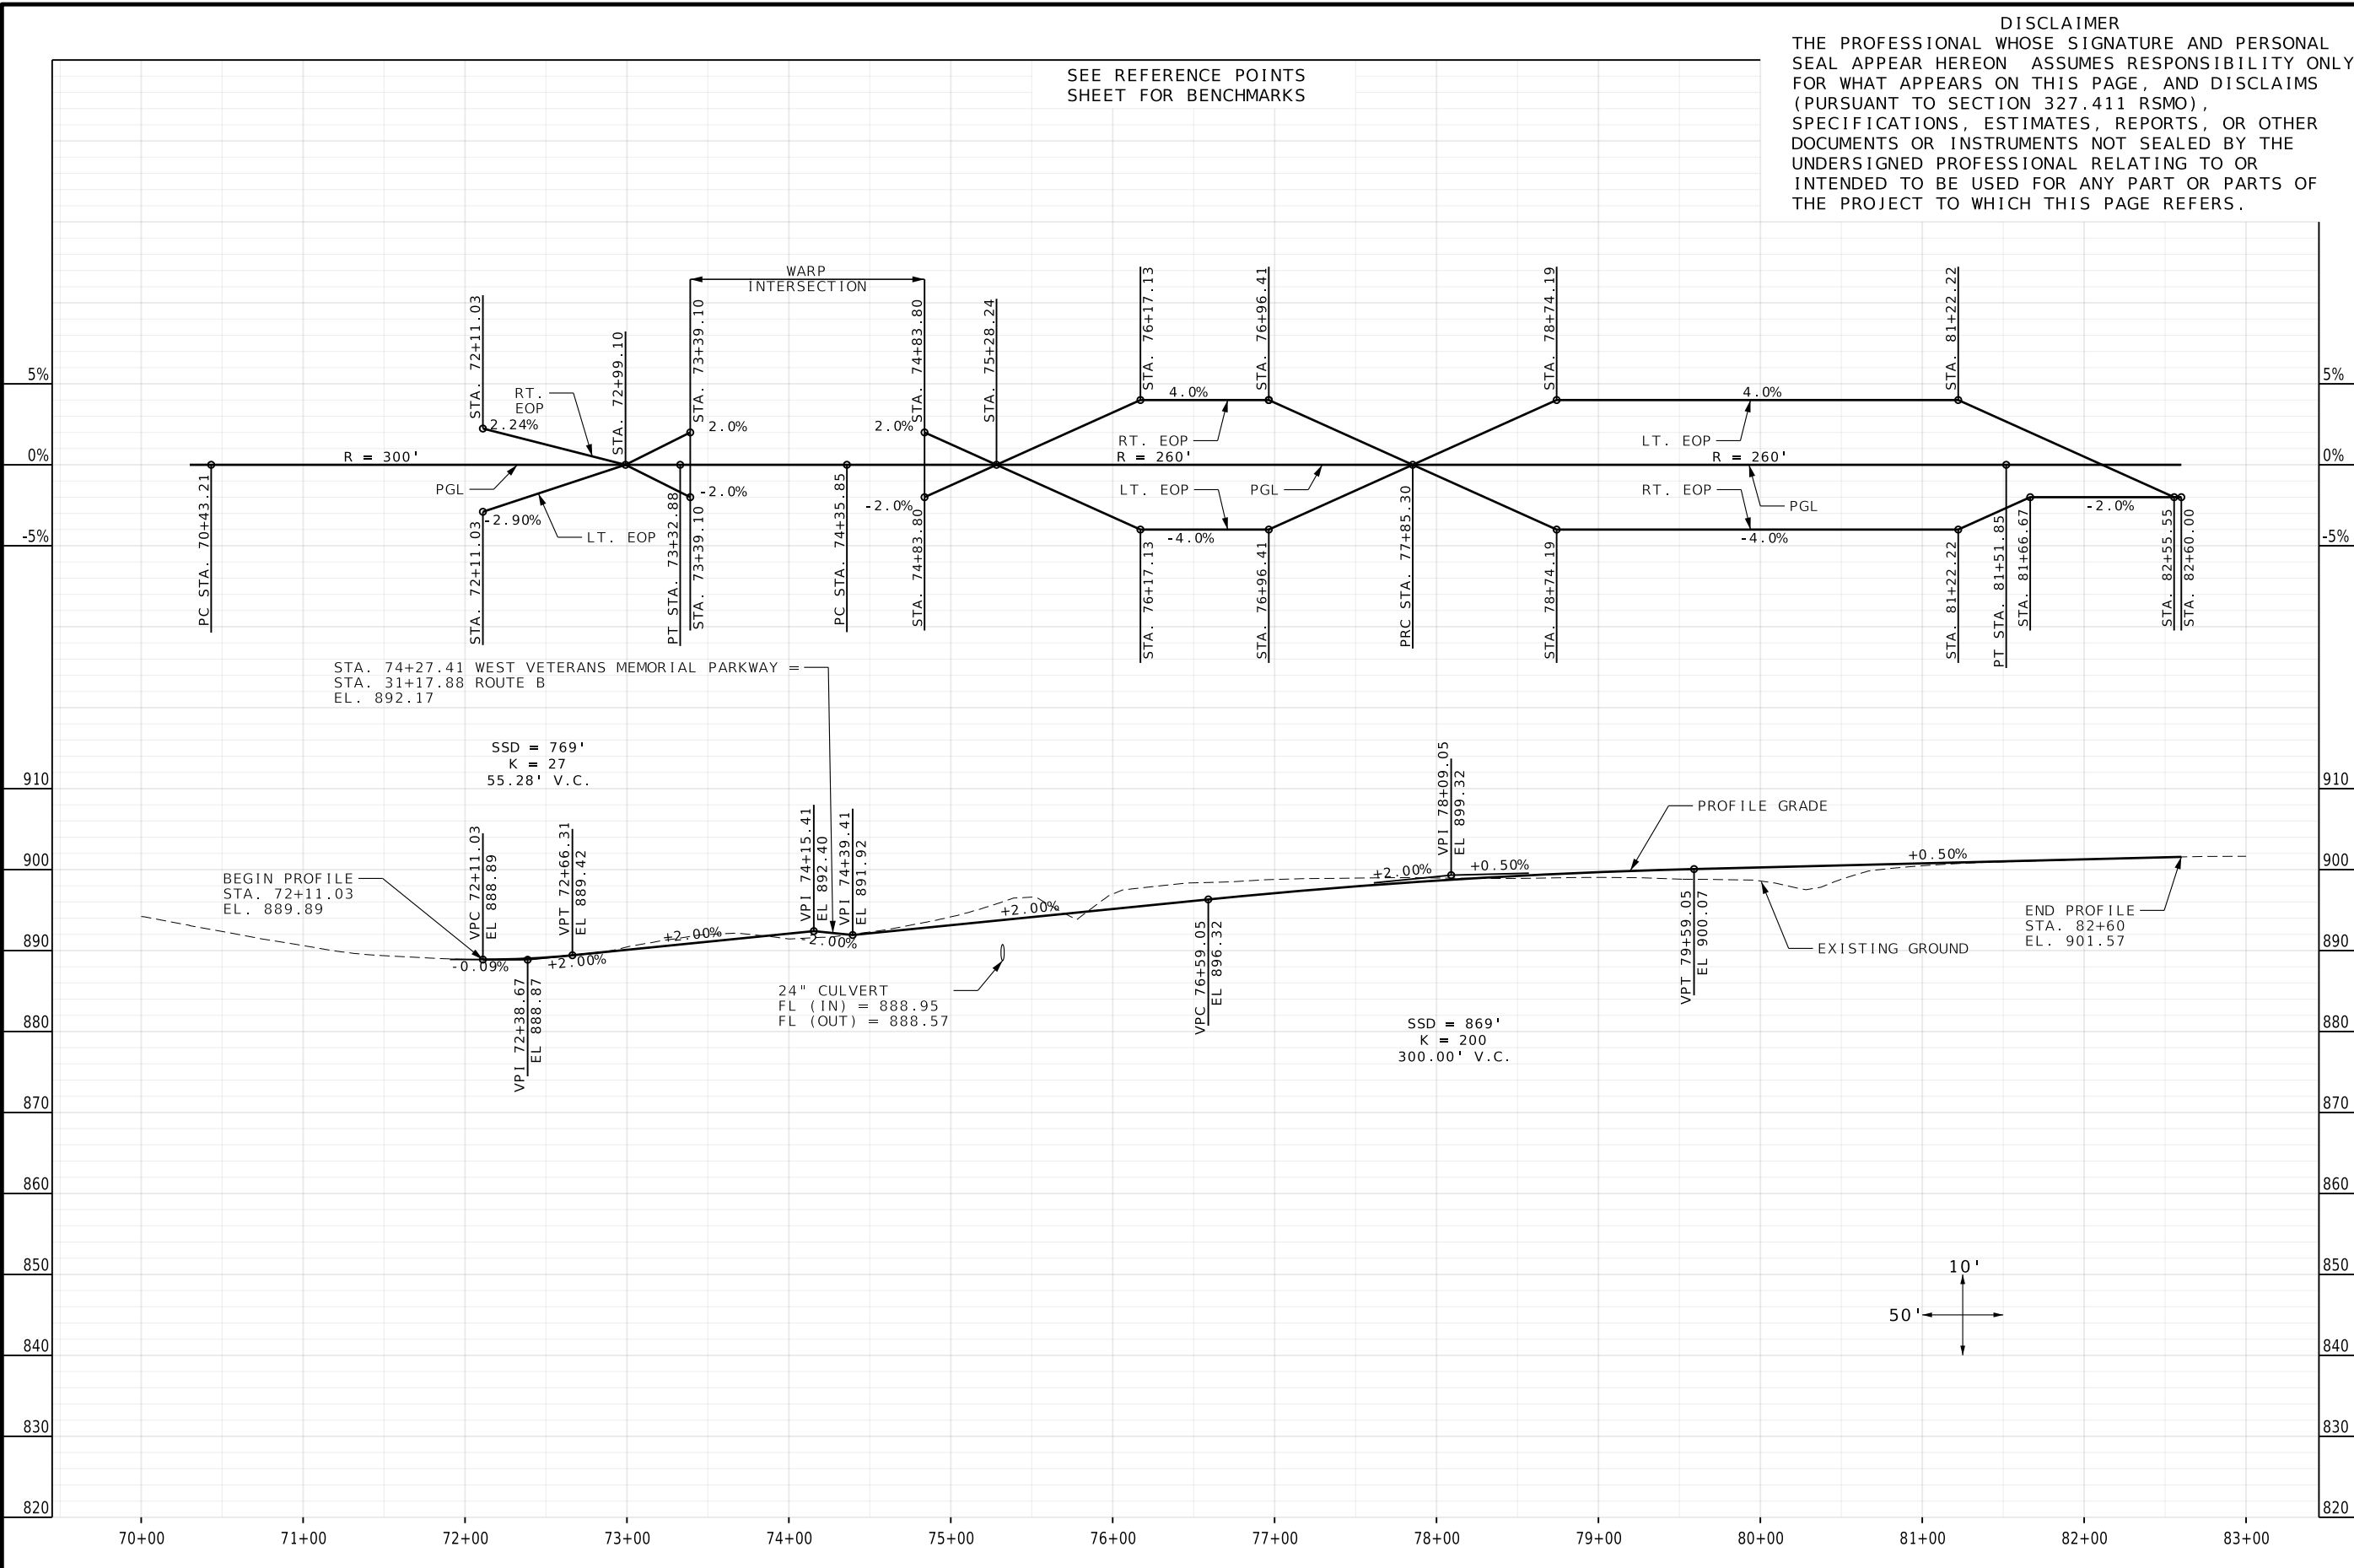 DISCLAIMER
THE PROFESSIONAL WHOSE SIGNATURE AND PERSONAL
SEAL APPEAR HEREON  ASSUMES RESPONSIBILITY ONLY
FOR WHAT APPEARS ON THIS PAGE, AND DISCLAIMS
(PURSUANT TO SECTION 327.411 RSMO),
SPECIFICATIONS, ESTIMATES, REPORTS, OR OTHER
DOCUMENTS OR INSTRUMENTS NOT SEALED BY THE
UNDERSIGNED PROFESSIONAL RELATING TO OR
INTENDED TO BE USED FOR ANY PART OR PARTS OF
THE PROJECT TO WHICH THIS PAGE REFERS.
SEE REFERENCE POINTS
SHEET FOR BENCHMARKS
WARP
INTERSECTION
STA. 72+11.03
STA. 72+99.10
STA. 73+39.10
STA. 74+83.80
STA. 75+28.24
STA. 76+17.13
STA. 76+96.41
STA. 78+74.19
STA. 81+22.22
5%
5%
RT.
EOP
2.24%
2.0%
2.0%
4.0%
4.0%
RT. EOP
LT. EOP
0%
R = 300'
R = 260'
R = 260'
0%
PGL
LT. EOP
PGL
RT. EOP
PGL
-2.0%
-2.0%
-2.0%
-2.90%
LT. EOP
-4.0%
-4.0%
-5%
-5%
PC STA. 70+43.21
STA. 72+11.03
PT STA. 73+32.88
STA. 73+39.10
PC STA. 74+35.85
STA. 74+83.80
STA. 76+17.13
STA. 76+96.41
PRC STA. 77+85.30
STA. 78+74.19
STA. 81+22.22
PT STA. 81+51.85
STA. 81+66.67
STA. 82+55.55
STA. 82+60.00
STA. 74+27.41 WEST VETERANS MEMORIAL PARKWAY =
STA. 31+17.88 ROUTE B
EL. 892.17
SSD = 769'
K = 27
55.28' V.C.
910
910
900
900
890
890
880
880
870
870
860
860
850
850
840
840
830
830
820
820
BEGIN PROFILE
STA. 72+11.03
EL. 889.89
VPC 72+11.03
EL 888.89
VPI 72+38.67
EL 888.87
VPT 72+66.31
EL 889.42
VPI 74+15.41
EL 892.40
VPI 74+39.41
EL 891.92
VPC 76+59.05
EL 896.32
VPI 78+09.05
EL 899.32
VPT 79+59.05
EL 900.07
-0.09%
+2.00%
+2.00%
-2.00%
+2.00%
+2.00%
+0.50%
+0.50%
PROFILE GRADE
EXISTING GROUND
END PROFILE
STA. 82+60
EL. 901.57
24" CULVERT
FL (IN) = 888.95
FL (OUT) = 888.57
SSD = 869'
K = 200
300.00' V.C.
10'
50'
70+00
71+00
72+00
73+00
74+00
75+00
76+00
77+00
78+00
79+00
80+00
81+00
82+00
83+00